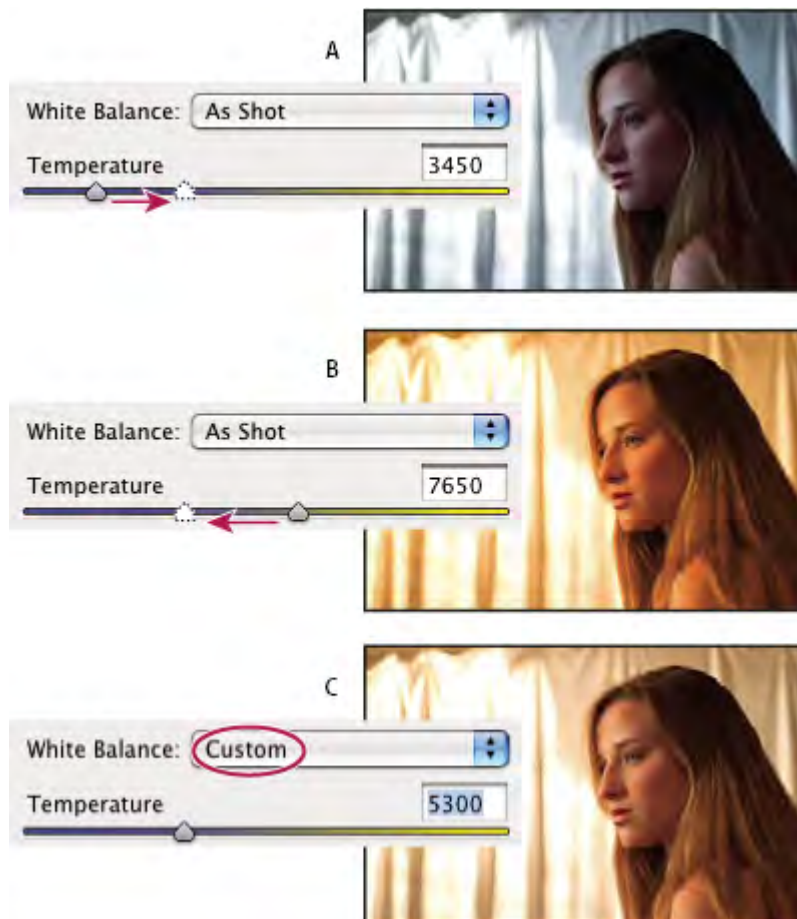 A
White Balance: As Shot
Temperature 3450
B
White Balance: As Shot
Temperature 7650
C
White Balance: Custom
Temperature 5300